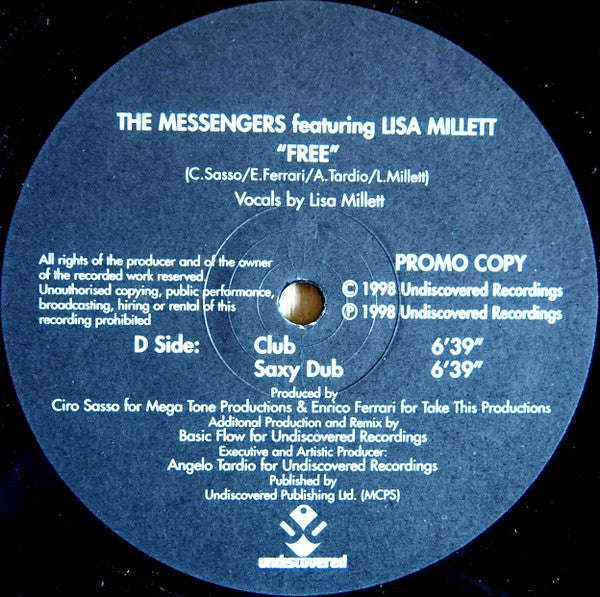 THE MESSENGERS featuring LISA MILLETT
"FREE"
(C.Sasso/E.Ferrari/A.Tardio/L.Millett)
Vocals by Lisa Millett
All rights of the producer and of the owner
of the recorded work reserved.
Unauthorised copying, public performance,
broadcasting, hiring or rental of this
recording prohibited
PROMO COPY
© 1998 Undiscovered Recordings
℗ 1998 Undiscovered Recordings
D Side: Club 6'39"
Saxy Dub 6'39"
Produced by
Ciro Sasso for Mega Tone Productions & Enrico Ferrari for Take This Productions
Additonal Production and Remix by
Basic Flow for Undiscovered Recordings
Executive and Artistic Producer:
Angelo Tardio for Undiscovered Recordings
Published by
Undiscovered Publishing Ltd. (MCPS)
undiscovered